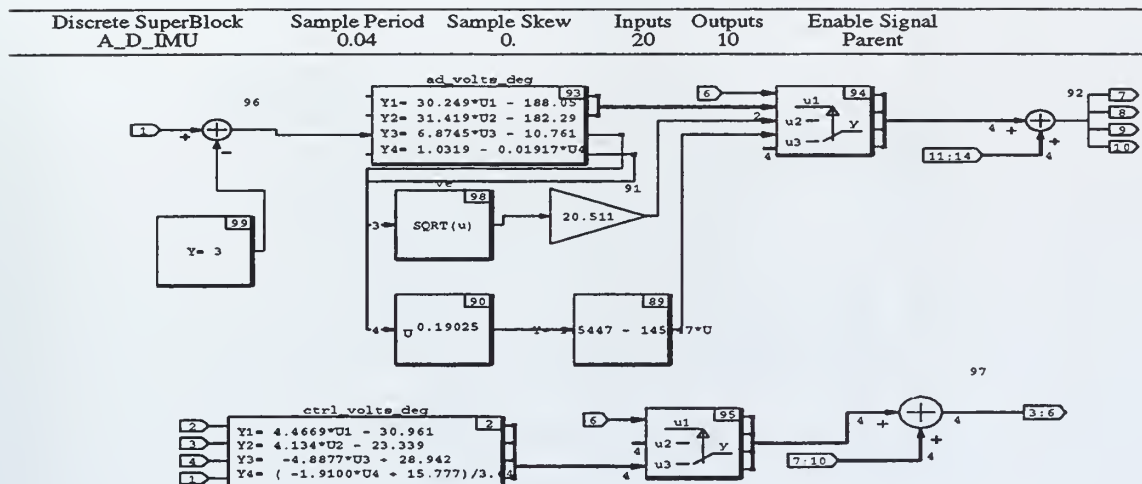 Discrete SuperBlock Sample Period Sample Skew Inputs Outputs Enable Signal
A_D_IMU 0.04 0. 20 10 Parent
ad_volts_deg
96
93
Y1= 30.249*U1 - 188.05
Y2= 31.419*U2 - 182.29
Y3= 6.8745*U3 - 10.761
Y4= 1.0319 - 0.01917*U4
1
+
-
6
2
94
u1
u2
u3
y
4
92
4 +
+
4
11:14
7
8
9
10
ve
91
99
Y= 3
3
98
SQRT(u)
20.511
4
90
U 0.19025
89
5447 - 145 7*U
97
ctrl_volts_deg
2
3
4
1
2
Y1= 4.4669*U1 - 30.961
Y2= 4.134*U2 - 23.339
Y3= -4.8877*U3 + 28.942
Y4= ( -1.9100*U4 + 15.777)/3.
4
6
4
95
u1
u2
u3
y
4
4
+
+
4
4
7:10
3:6